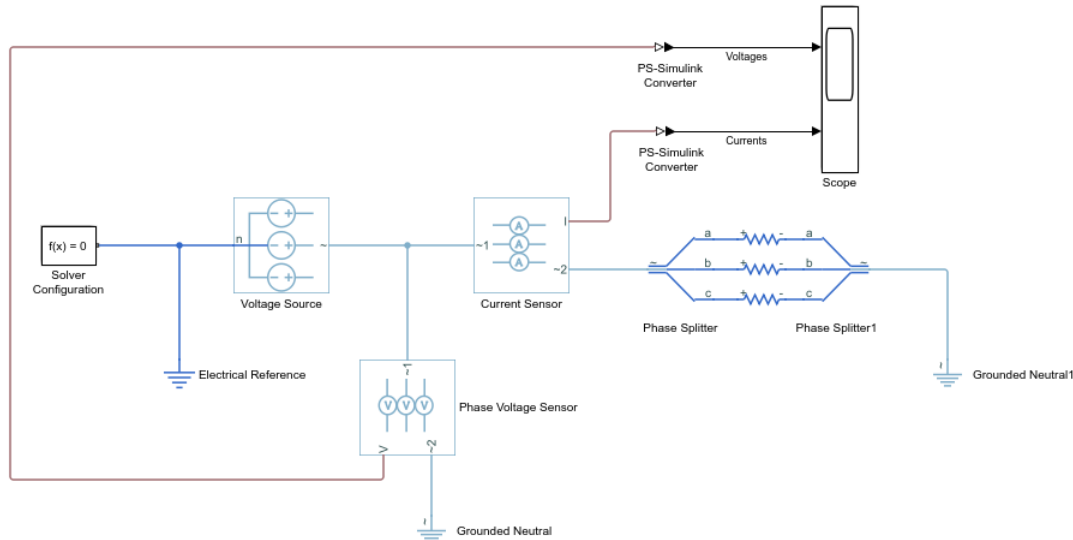 PS-Simulink
Converter
Voltages
PS-Simulink
Converter
Currents
Scope
f(x) = 0
Solver
Configuration
n
- +
- +
- +
~
Voltage Source
~1
A
A
A
I
~2
Current Sensor
~
a
+
-
a
b
+
-
b
c
+
-
c
~
Phase Splitter
Phase Splitter1
Electrical Reference
~
Grounded Neutral1
~1
V
V
V
V
~2
Phase Voltage Sensor
~
Grounded Neutral